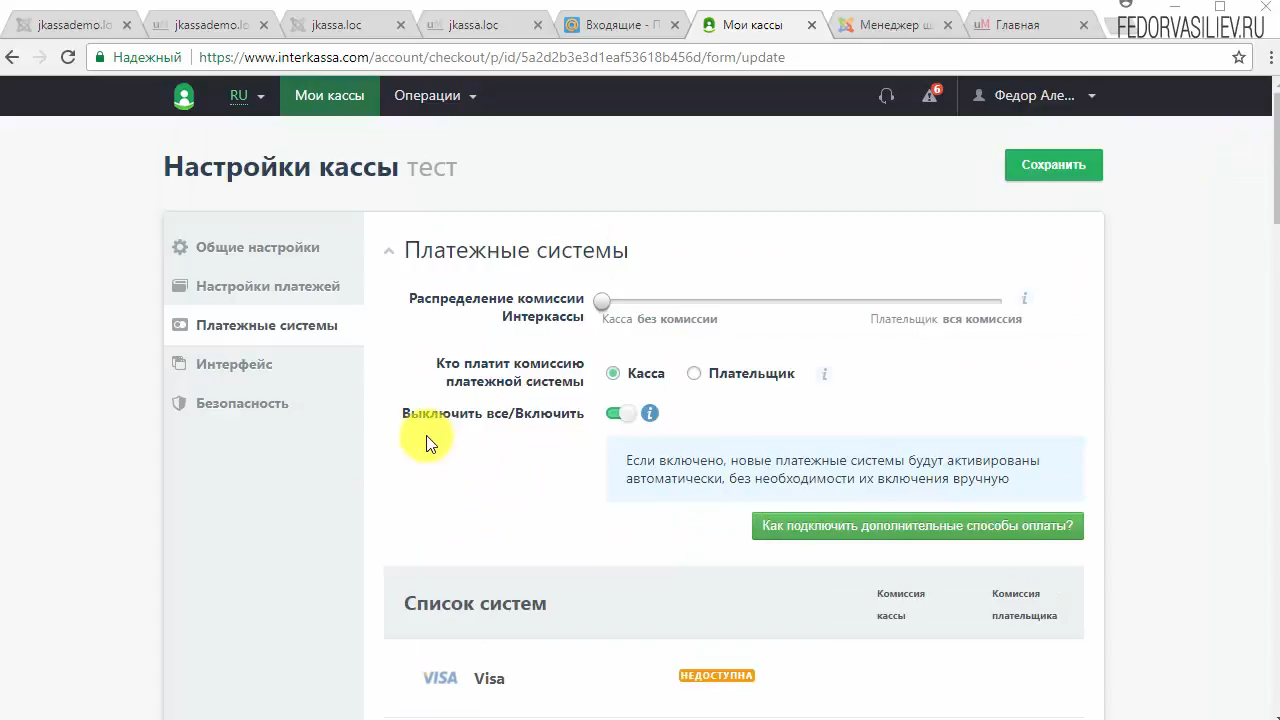 jkassademo.lo
jkassademo.lo
jkassa.loc
jkassa.loc
Входящие - П
Мои кассы
Менеджер ш
Главная
FEDORVASILIEV.RU
Надежный
https://www.interkassa.com/account/checkout/p/id/5a2d2b3e3d1eaf53618b456d/form/update
RU
Мои кассы
Операции
6
Федор Але...
Настройки кассы тест
Сохранить
Общие настройки
Настройки платежей
Платежные системы
Интерфейс
Безопасность
Платежные системы
Распределение комиссии
Интеркассы
Касса без комиссии
Плательщик вся комиссия
Кто платит комиссию
платежной системы
Касса
Плательщик
Выключить все/Включить
Если включено, новые платежные системы будут активированы
автоматически, без необходимости их включения вручную
Как подключить дополнительные способы оплаты?
Список систем
Комиссия
кассы
Комиссия
плательщика
VISA
Visa
НЕДОСТУПНА